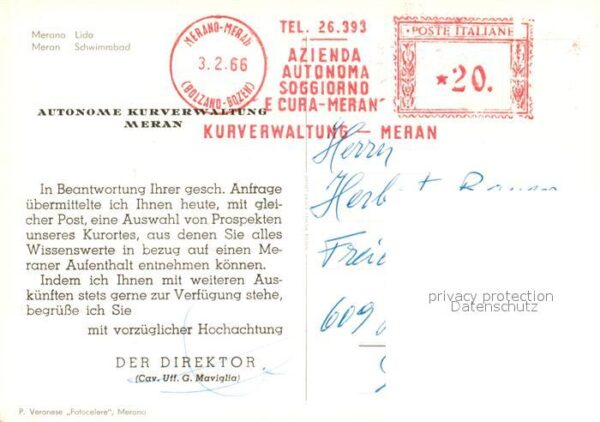 Merano Lido
Meran Schwimmbad
MERANO-MERAN
3.2.66
(BOLZANO-BOZEN)
TEL. 26.393
AZIENDA
AUTONOMA
SOGGIORNO
E CURA-MERAN
KURVERWALTUNG - MERAN
POSTE ITALIANE
*20.
AUTONOME KURVERWALTUNG
MERAN
In Beantwortung Ihrer gesch. Anfrage
übermittelte ich Ihnen heute, mit glei-
cher Post, eine Auswahl von Prospekten
unseres Kurortes, aus denen Sie alles
Wissenswerte in bezug auf einen Me-
raner Aufenthalt entnehmen können.
Indem ich Ihnen mit weiteren Aus-
künften stets gerne zur Verfügung stehe,
begrüße ich Sie
mit vorzüglicher Hochachtung
DER DIREKTOR
(Cav. Uff. G. Maviglia)
P. Veronese „Fotocelere", Merano
Herrn
609
privacy protection
Datenschutz